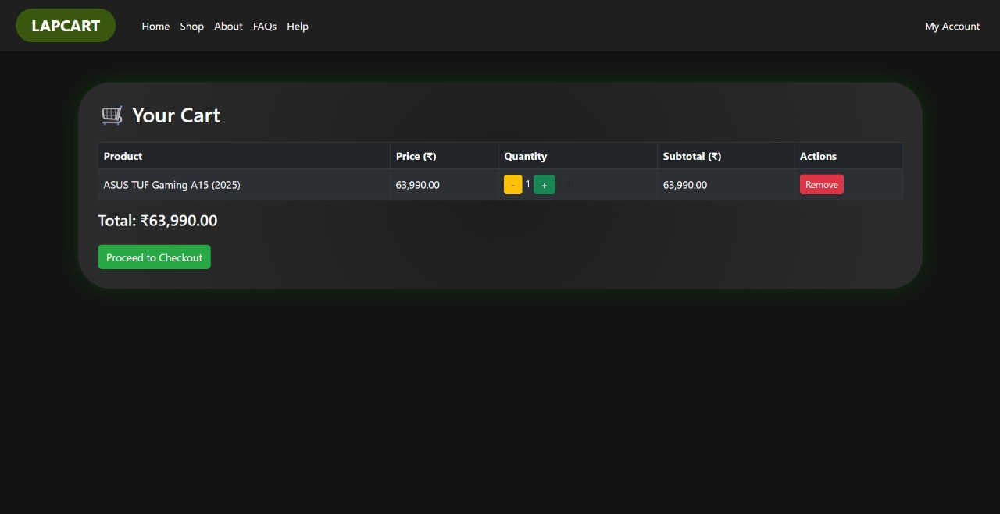 LAPCART Home Shop About FAQs Help My Account
Your Cart
Product Price (₹) Quantity Subtotal (₹) Actions
ASUS TUF Gaming A15 (2025) 63,990.00 - 1 + 63,990.00 Remove
Total: ₹63,990.00
Proceed to Checkout